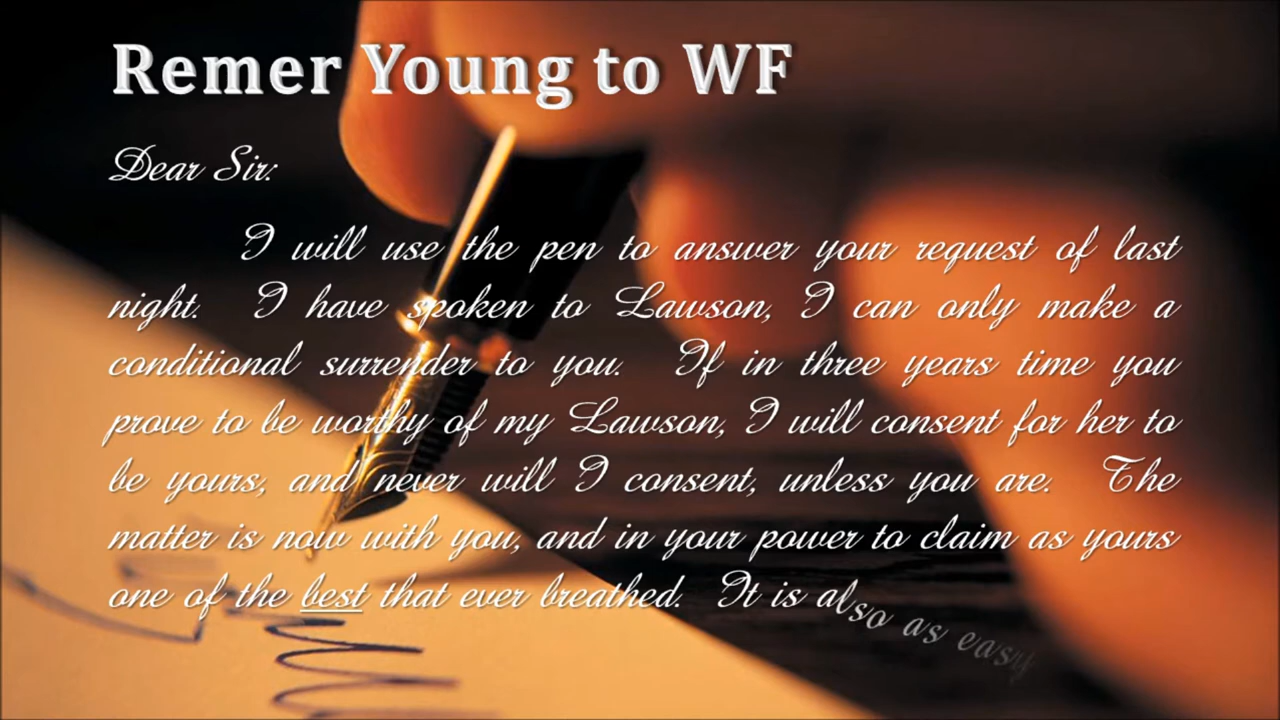 Remer Young to WF
Dear Sir:
I will use the pen to answer your request of last
night. I have spoken to Lawson, I can only make a
conditional surrender to you. If in three years time you
prove to be worthy of my Lawson, I will consent for her to
be yours, and never will I consent, unless you are. The
matter is now with you, and in your power to claim as yours
one of the best that ever breathed. It is also as easy